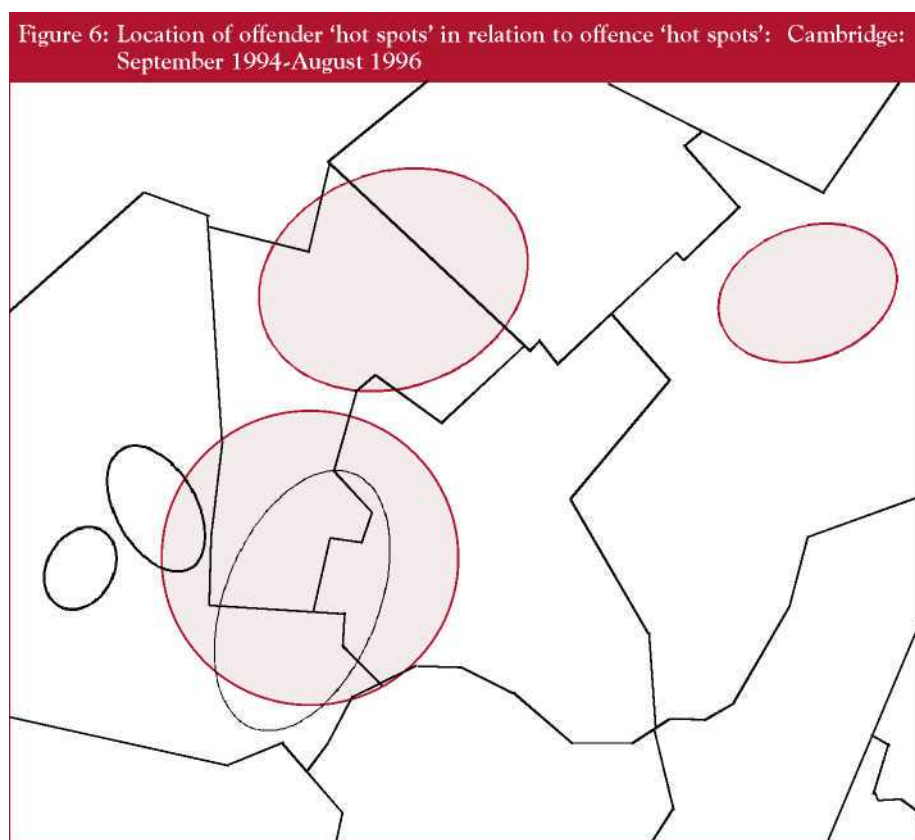 Figure 6: Location of offender ‘hot spots’ in relation to offence ‘hot spots’: Cambridge:
September 1994-August 1996